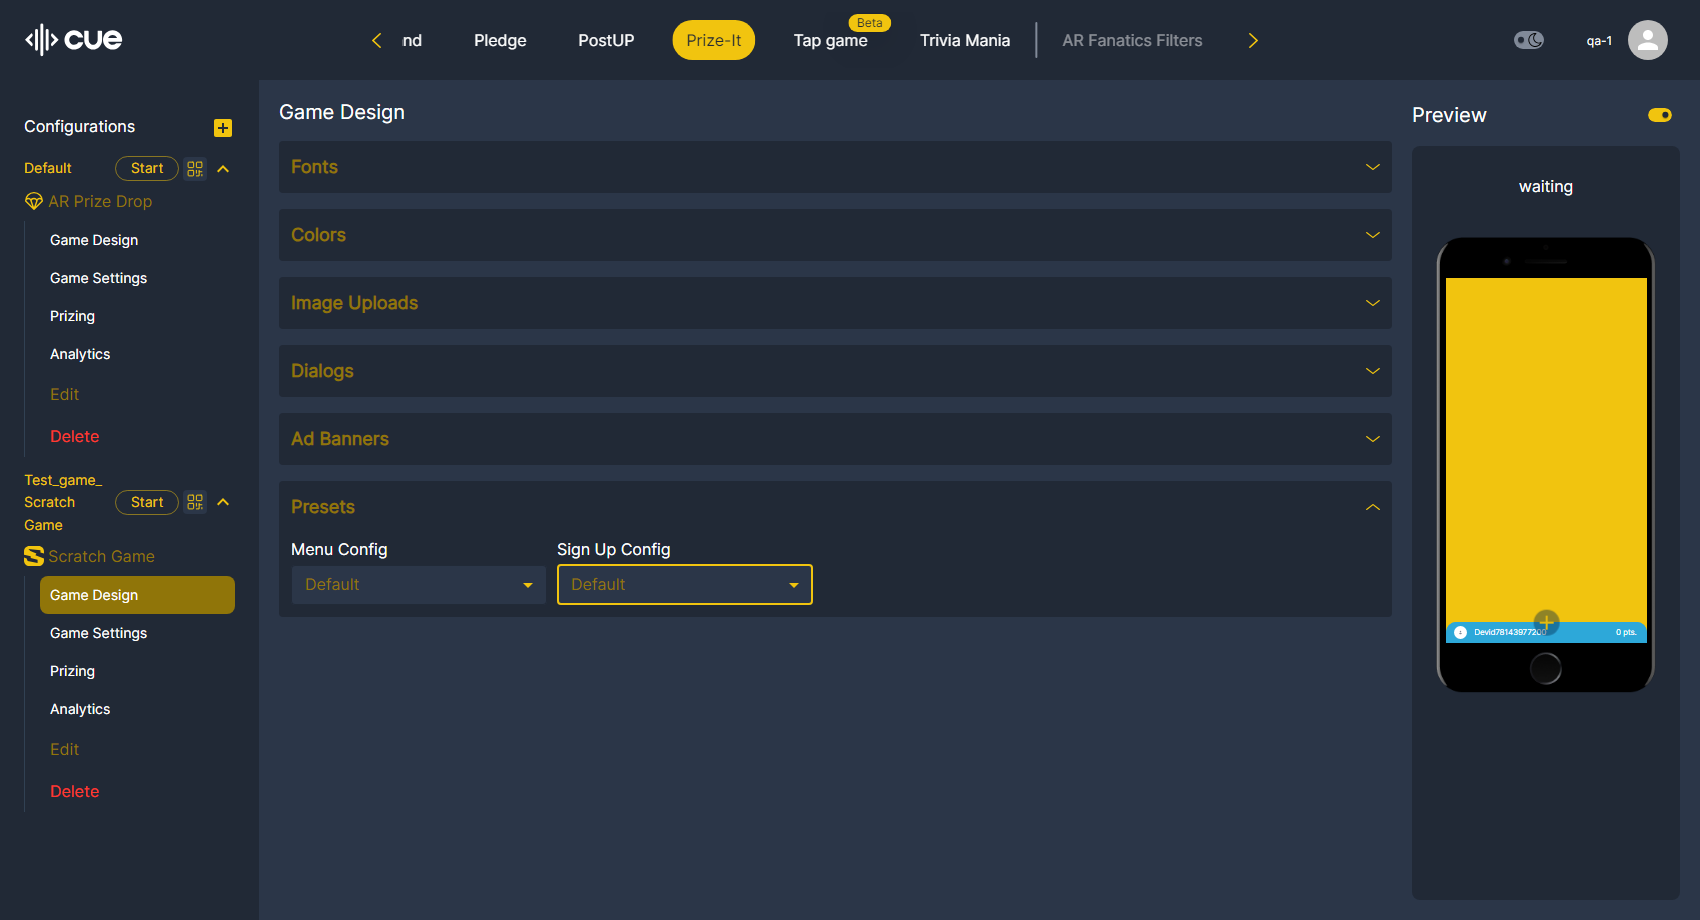 cue
nd
Pledge
PostUP
Prize-It
Tap game
Beta
Trivia Mania
AR Fanatics Filters
qa-1
Configurations
Default
Start
AR Prize Drop
Game Design
Game Settings
Prizing
Analytics
Edit
Delete
Test_game_
Scratch
Game
Start
Scratch Game
Game Design
Game Settings
Prizing
Analytics
Edit
Delete
Game Design
Fonts
Colors
Image Uploads
Dialogs
Ad Banners
Presets
Menu Config
Default
Sign Up Config
Default
Preview
waiting
Devid78143977200
0 pts.